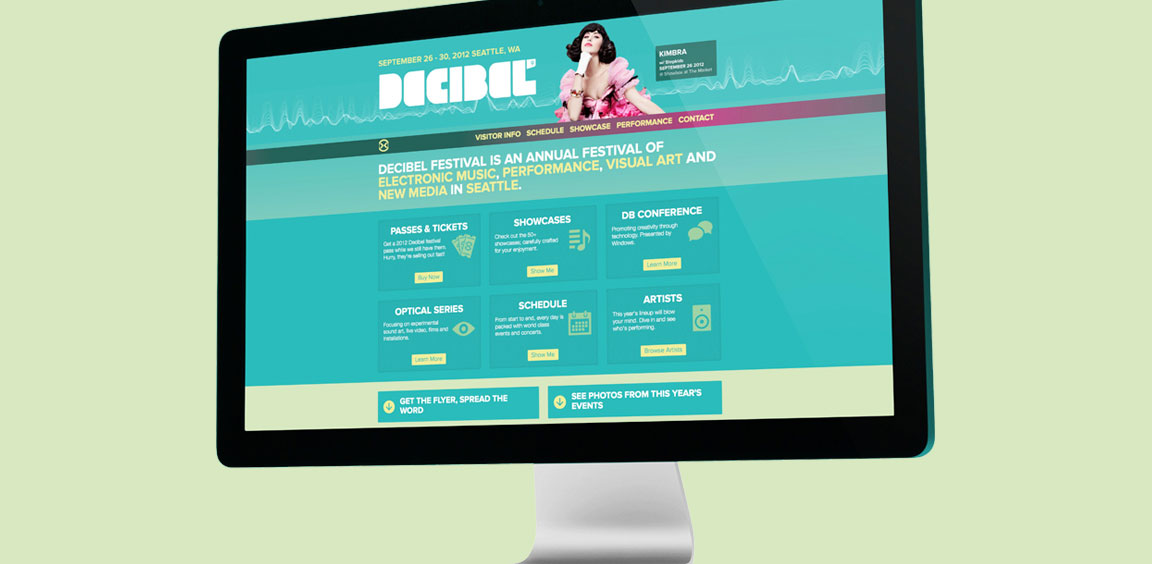 SEPTEMBER 26 - 30, 2012 SEATTLE, WA
DECIBEL
KIMBRA
w/ Stepkids
SEPTEMBER 26 2012
@ Showbox at The Market
VISITOR INFO SCHEDULE SHOWCASE PERFORMANCE CONTACT
DECIBEL FESTIVAL IS AN ANNUAL FESTIVAL OF
ELECTRONIC MUSIC, PERFORMANCE, VISUAL ART AND
NEW MEDIA IN SEATTLE.
PASSES & TICKETS
Get a 2012 Decibel festival
pass while we still have them.
Hurry, they're selling out fast!
Buy Now
SHOWCASES
Check out the 50+
showcases, carefully crafted
for your enjoyment.
Show Me
DB CONFERENCE
Promoting creativity through
technology. Presented by
Windows.
Learn More
OPTICAL SERIES
Focusing on experimental
sound art, live video, films and
installations.
Learn More
SCHEDULE
From start to end, every day is
packed with world class
events and concerts.
Show Me
ARTISTS
This year's lineup will blow
your mind. Dive in and see
who's performing.
Browse Artists
GET THE FLYER, SPREAD THE
WORD
SEE PHOTOS FROM THIS YEAR'S
EVENTS